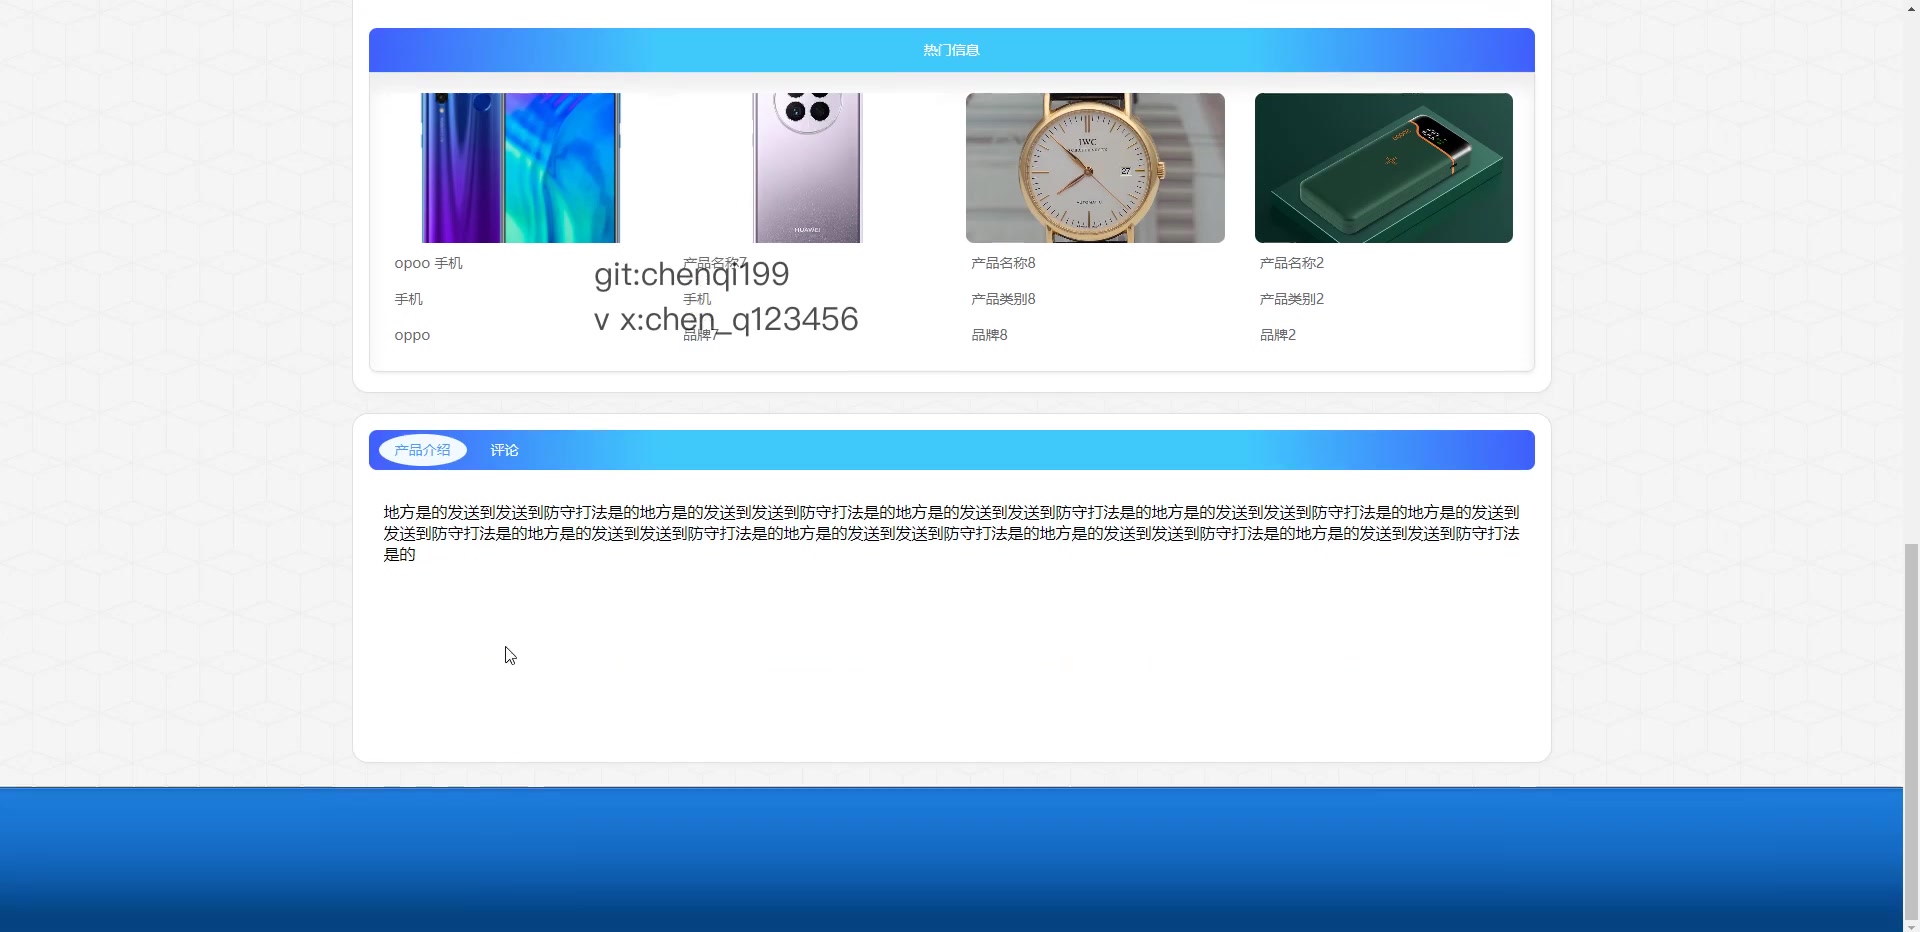 热门信息
IWC
27
AUTOMATIC
HUAWEI
opoo 手机
产品名称7
产品名称8
产品名称2
git:chenqi199
手机
手机
产品类别8
产品类别2
v x:chen_q123456
oppo
品牌7
品牌8
品牌2
产品介绍
评论
地方是的发送到发送到防守打法是的地方是的发送到发送到防守打法是的地方是的发送到发送到防守打法是的地方是的发送到发送到防守打法是的地方是的发送到
发送到防守打法是的地方是的发送到发送到防守打法是的地方是的发送到发送到防守打法是的地方是的发送到发送到防守打法是的地方是的发送到发送到防守打法
是的